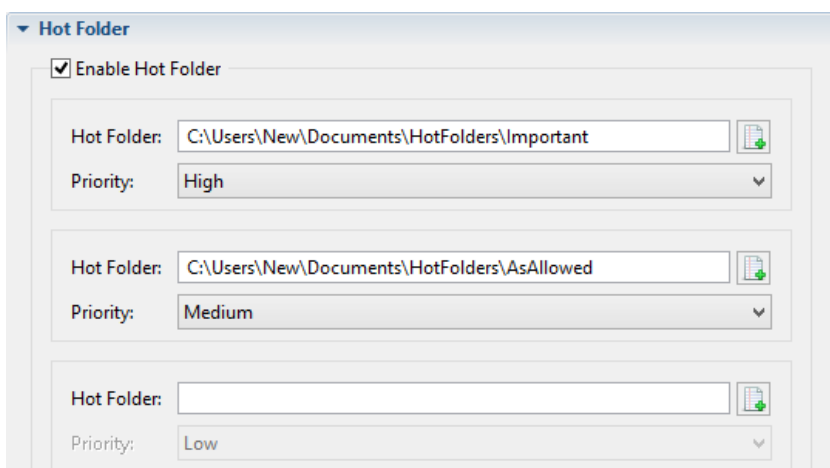 Hot Folder
Enable Hot Folder
Hot Folder: C:\Users\New\Documents\HotFolders\Important
Priority: High
Hot Folder: C:\Users\New\Documents\HotFolders\AsAllowed
Priority: Medium
Hot Folder:
Priority: Low